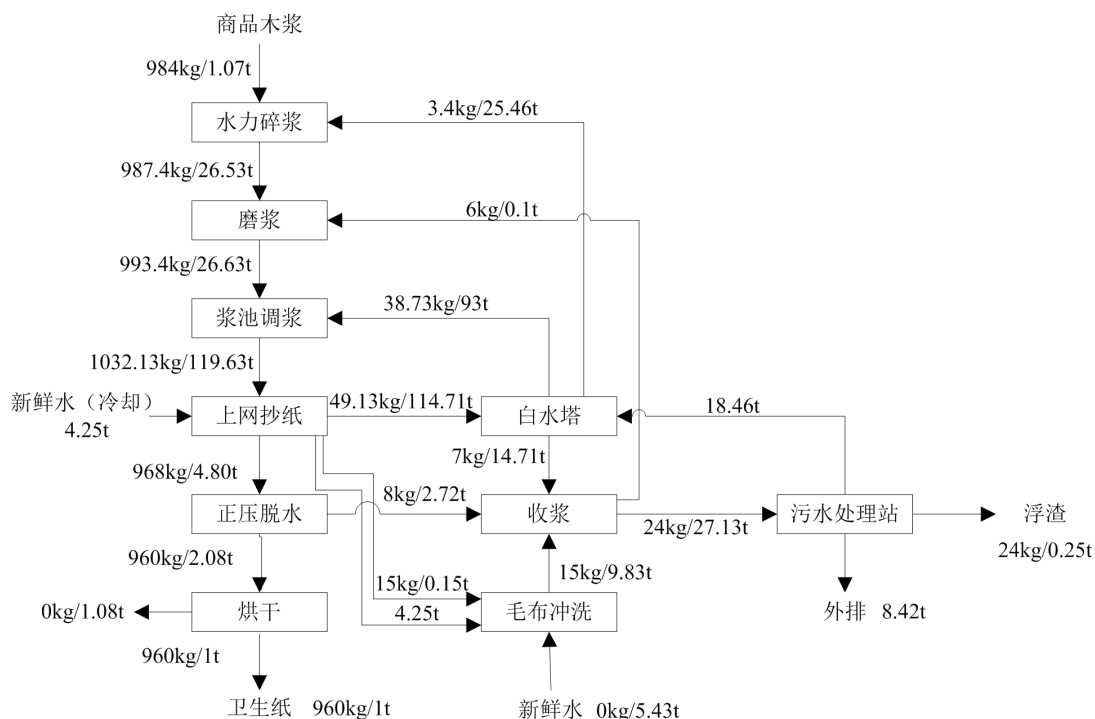 商品木浆
984kg/1.07t
3.4kg/25.46t
水力碎浆
987.4kg/26.53t
6kg/0.1t
磨浆
993.4kg/26.63t
38.73kg/93t
浆池调浆
1032.13kg/119.63t
新鲜水（冷却）
4.25t
上网抄纸
49.13kg/114.71t
白水塔
18.46t
968kg/4.80t
7kg/14.71t
正压脱水
8kg/2.72t
收浆
24kg/27.13t
污水处理站
浮渣
24kg/0.25t
960kg/2.08t
15kg/0.15t
15kg/9.83t
0kg/1.08t
烘干
4.25t
毛布冲洗
外排 8.42t
960kg/1t
卫生纸 960kg/1t
新鲜水 0kg/5.43t